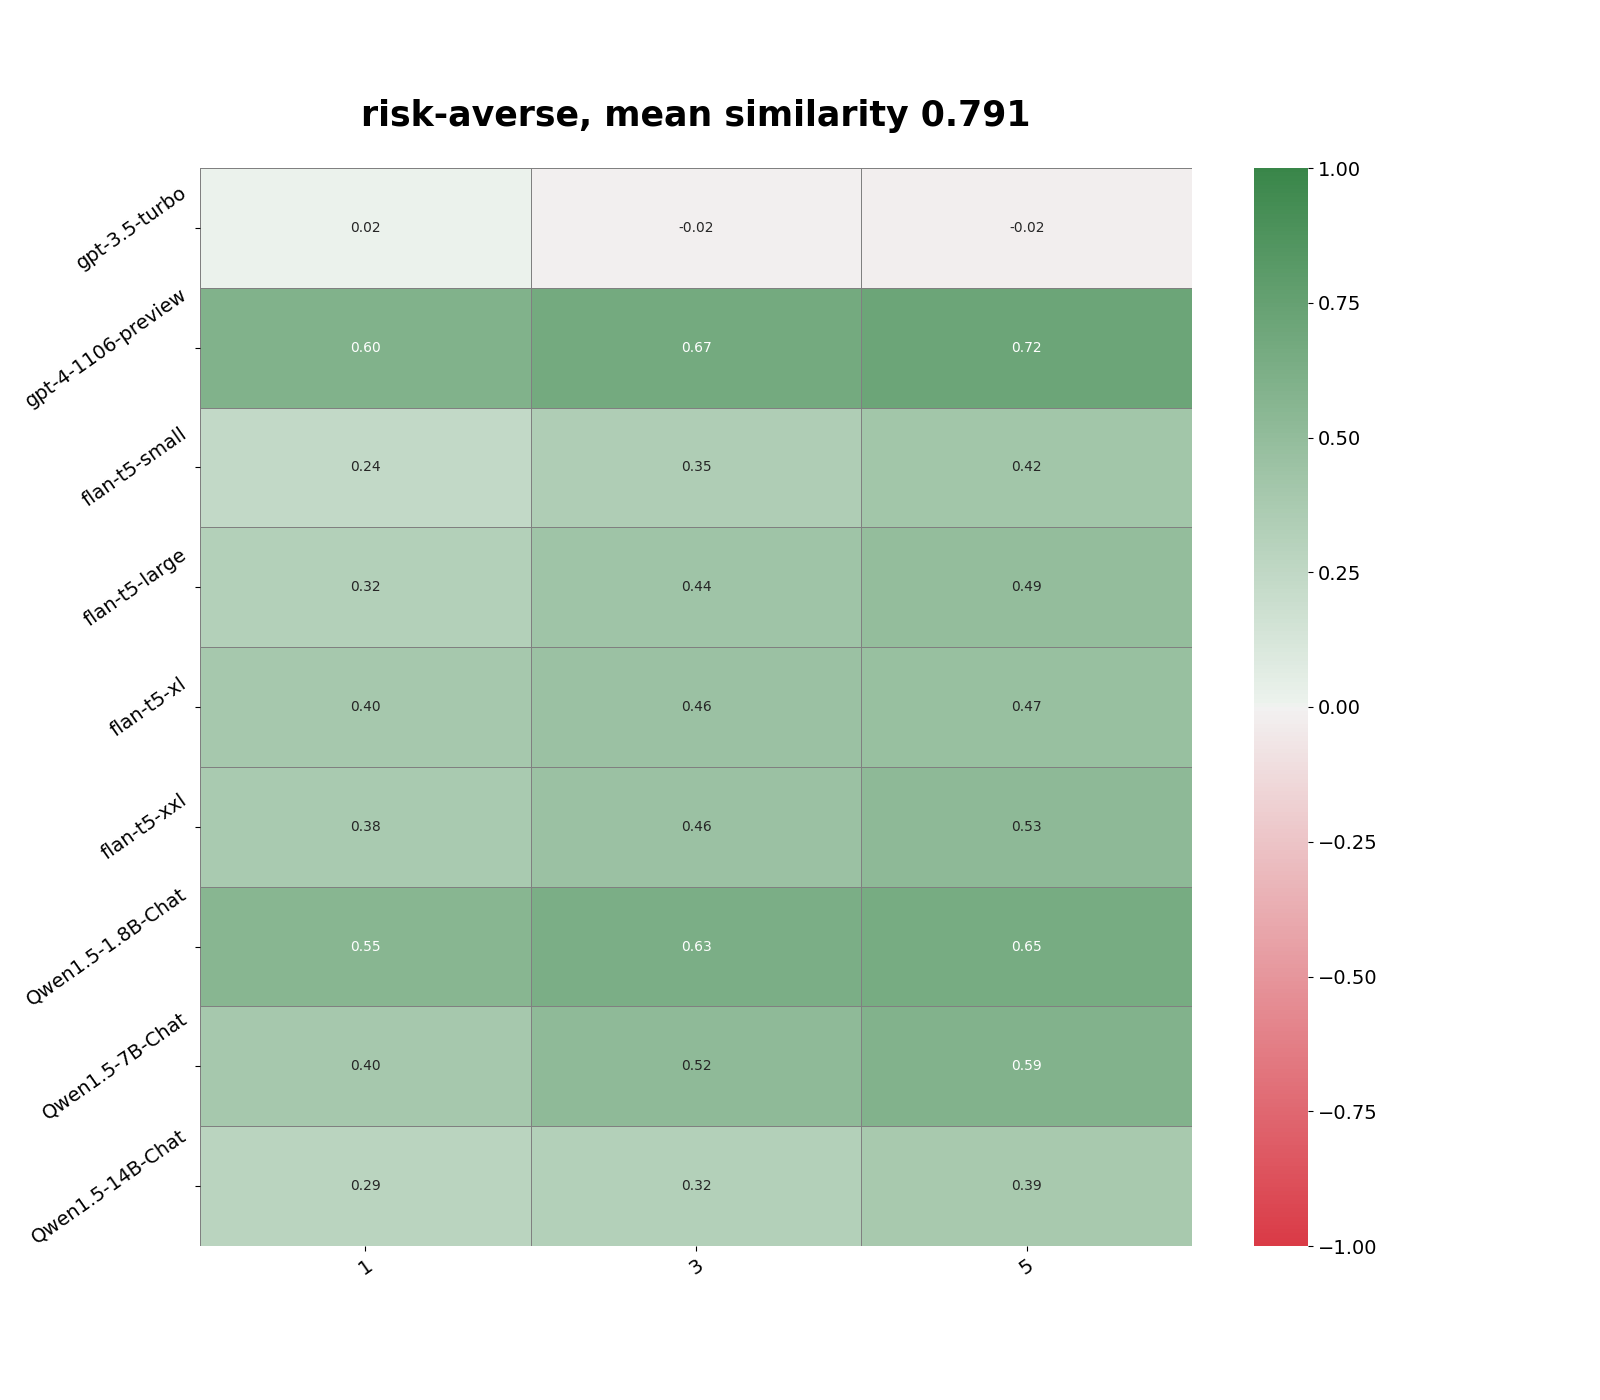 risk-averse, mean similarity 0.791
gpt-3.5-turbo 0.02 -0.02 -0.02
gpt-4-1106-preview 0.60 0.67 0.72
flan-t5-small 0.24 0.35 0.42
flan-t5-large 0.32 0.44 0.49
flan-t5-xl 0.40 0.46 0.47
flan-t5-xxl 0.38 0.46 0.53
Qwen1.5-1.8B-Chat 0.55 0.63 0.65
Qwen1.5-7B-Chat 0.40 0.52 0.59
Qwen1.5-14B-Chat 0.29 0.32 0.39
1 3 5
1.00
0.75
0.50
0.25
0.00
−0.25
−0.50
−0.75
−1.00